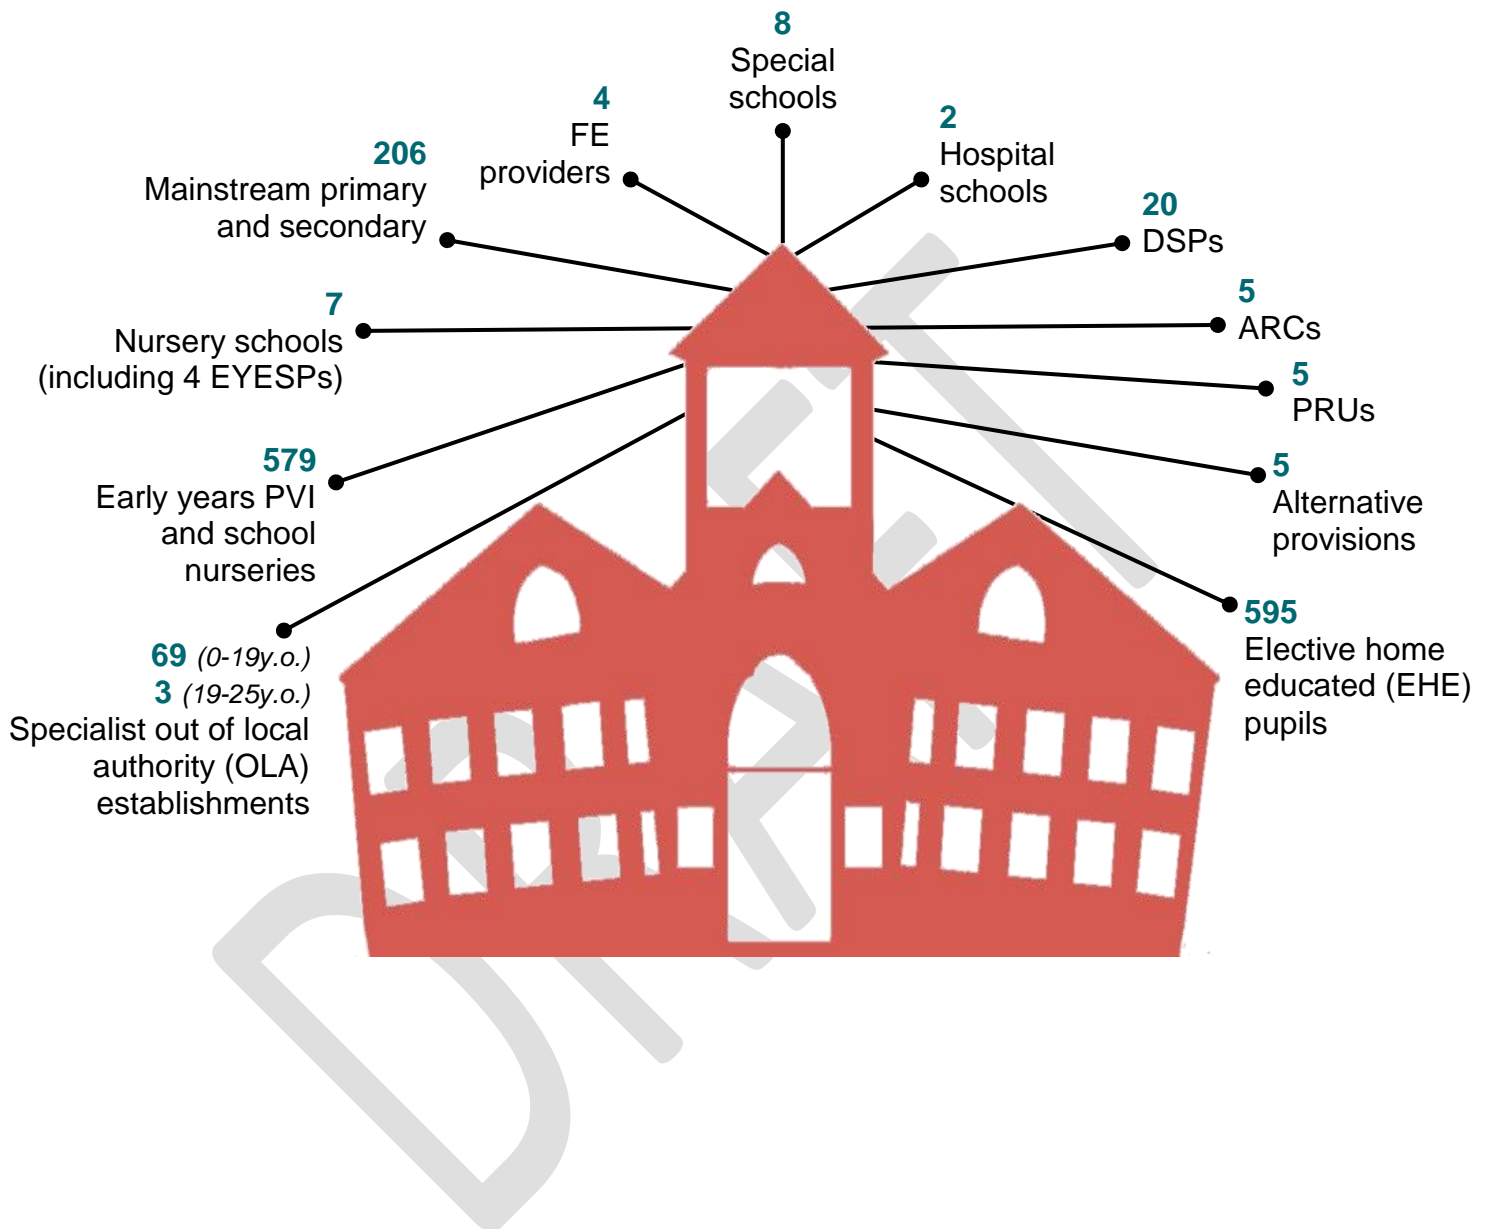 8
Special
schools
4
FE
providers
2
Hospital
schools
206
Mainstream primary
and secondary
20
DSPs
7
Nursery schools
(including 4 EYESPs)
5
ARCs
5
PRUs
579
Early years PVI
and school
nurseries
5
Alternative
provisions
69 (0-19y.o.)
3 (19-25y.o.)
Specialist out of local
authority (OLA)
establishments
595
Elective home
educated (EHE)
pupils
DRAFT